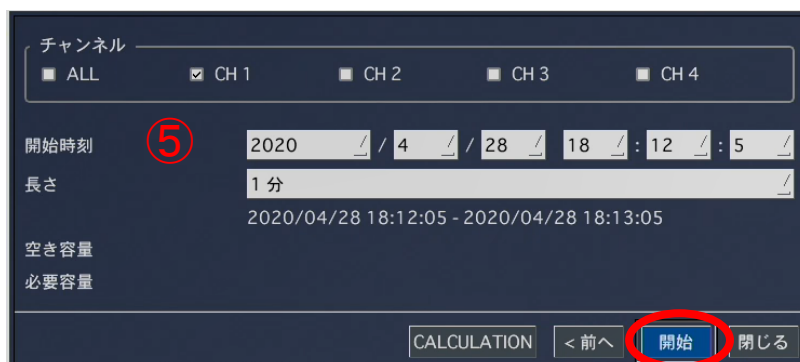 チャンネル
ALL CH 1 CH 2 CH 3 CH 4
開始時刻 ⑤ 2020 / 4 / 28 18 : 12 : 5
長さ 1 分
2020/04/28 18:12:05 - 2020/04/28 18:13:05
空き容量
必要容量
CALCULATION < 前へ 開始 閉じる